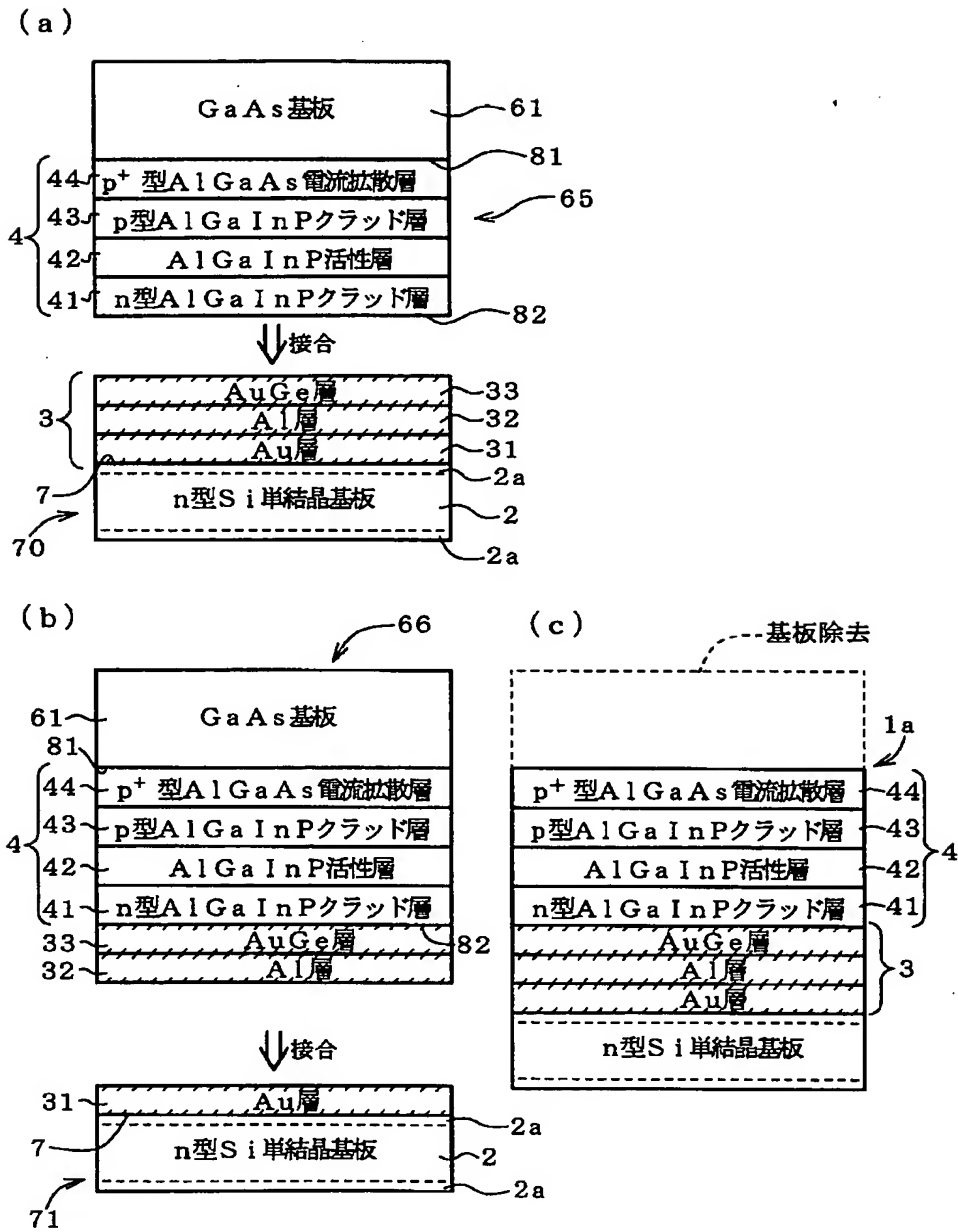 (a)
GaAs基板 61
81
44 p⁺型AlGaAs電流拡散層
43 p型AlGaInPクラッド層 65
4
42 AlGaInP活性層
41 n型AlGaInPクラッド層
82
接合
3
AuGe層 33
Al層 32
Au層 31
7 2a
n型Si単結晶基板 2
70 2a
(b)
66
61 GaAs基板
81
44 p⁺型AlGaAs電流拡散層
43 p型AlGaInPクラッド層
4
42 AlGaInP活性層
41 n型AlGaInPクラッド層
33 AuGe層 82
32 Al層
接合
31 Au層
7 2a
n型Si単結晶基板 2
71 2a
(c)
基板除去
1a
p⁺型AlGaAs電流拡散層 44
p型AlGaInPクラッド層 43
4
AlGaInP活性層 42
n型AlGaInPクラッド層 41
AuGe層
Al層 3
Au層
n型Si単結晶基板